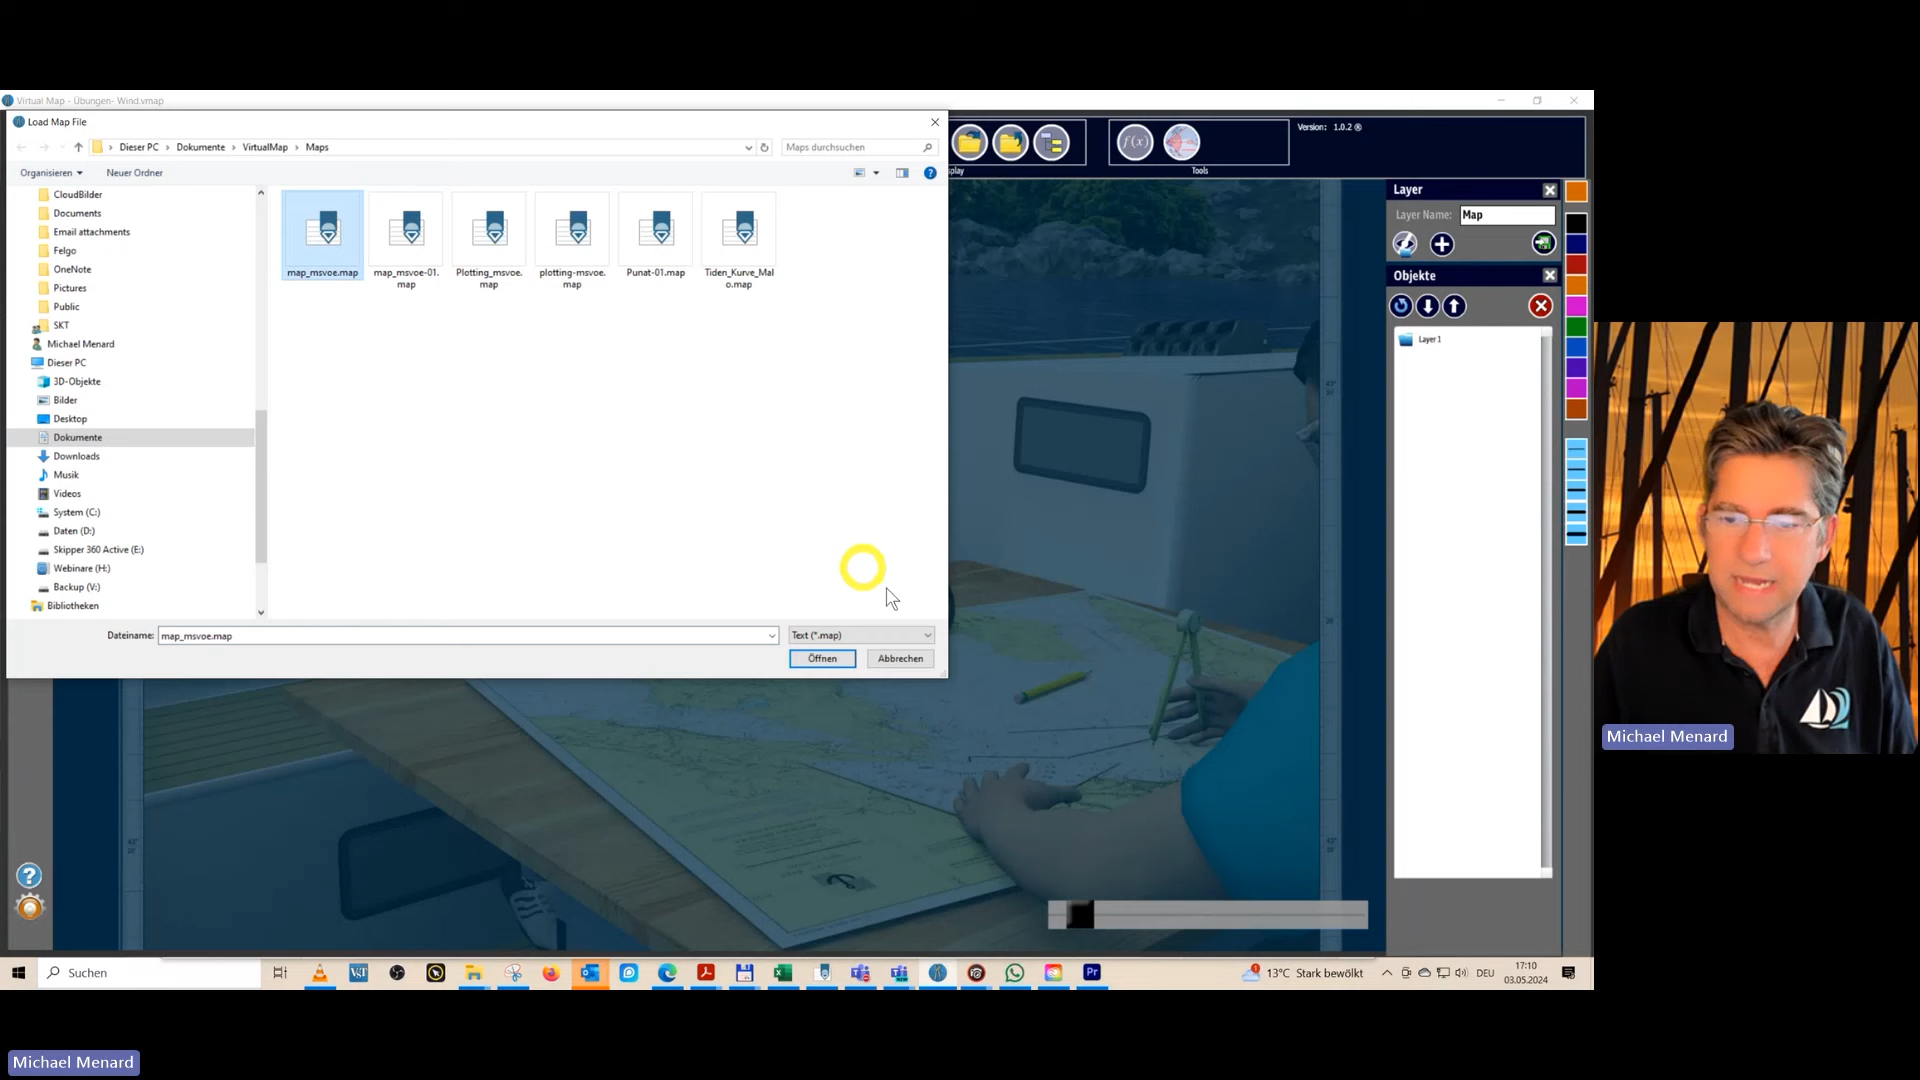 Virtual Map - Übungen- Wind.vmap
Load Map File
Dieser PC
Dokumente
VirtualMap
Maps
Maps durchsuchen
Organisieren
Neuer Ordner
CloudBilder
Documents
Email attachments
Felgo
OneNote
Pictures
Public
SKT
Michael Menard
Dieser PC
3D-Objekte
Bilder
Desktop
Dokumente
Downloads
Musik
Videos
System (C:)
Daten (D:)
Skipper 360 Active (E:)
Webinare (H:)
Backup (V:)
Bibliotheken
map_msvoe.map
map_msvoe-01.
map
Plotting_msvoe.
map
plotting-msvoe.
map
Punat-01.map
Tiden_Kurve_Mal
o.map
Dateiname:
map_msvoe.map
Text (*.map)
Öffnen
Abbrechen
f(x)
Version: 1.0.2 ®
play
Tools
Layer
Layer Name:
Map
Objekte
Layer 1
Suchen
V&T
Pr
13°C Stark bewölkt
DEU
17:10
03.05.2024
Michael Menard
Michael Menard